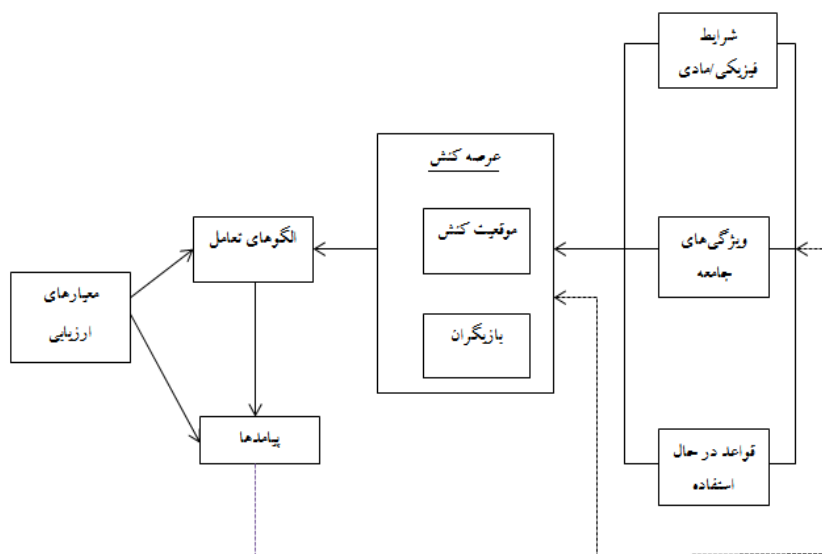 شرایط
فیزیکی/مادی
عرصه کنش
موقعیت کنش
بازیگران
ویژگی‌های
جامعه
الگوهای تعامل
معیارهای
ارزیابی
پیامدها
قواعد در حال
استفاده